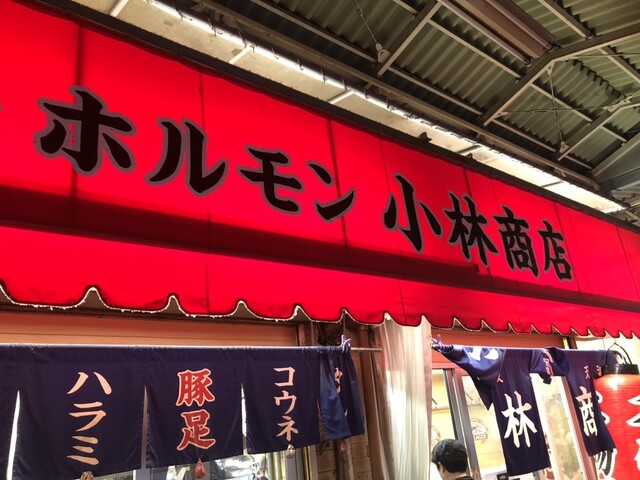 ホルモン 小林商店
ハラミ
豚足
コウネ
林
商